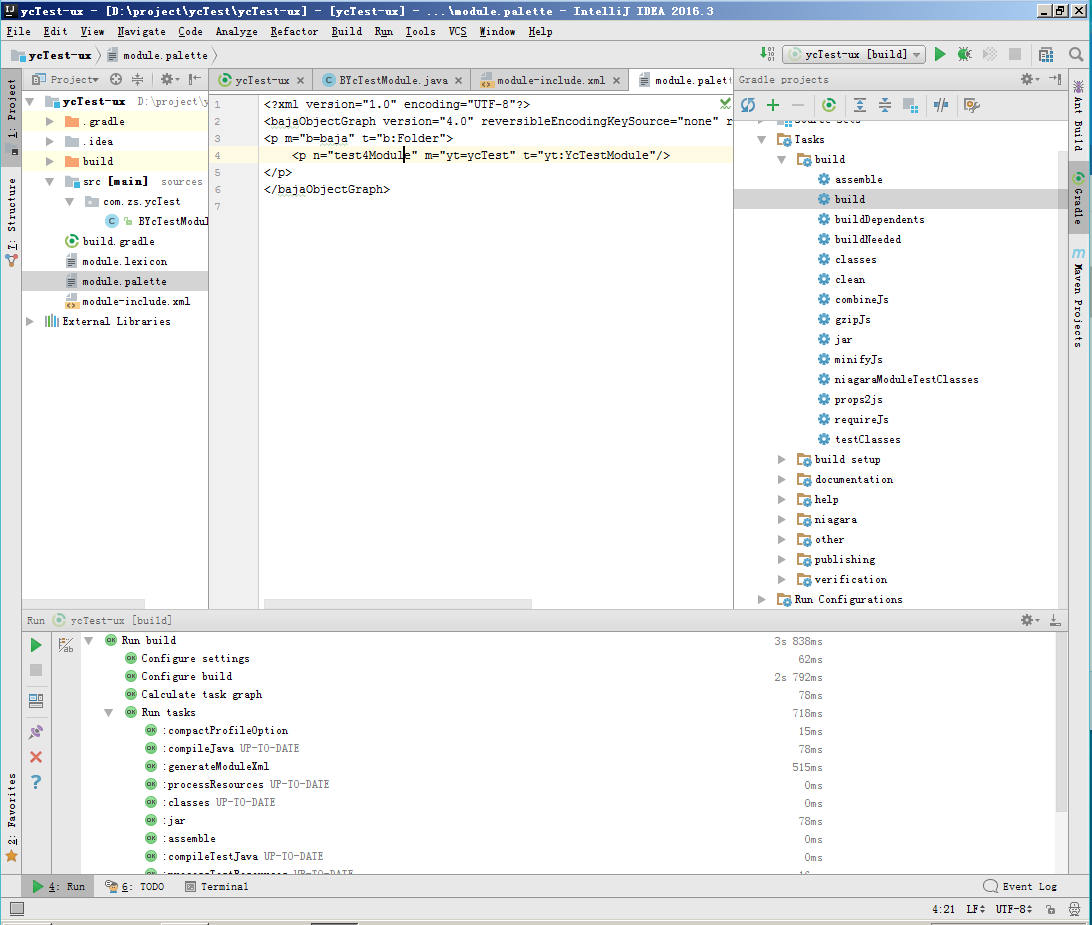 ycTest-ux - [D:\project\ycTest\ycTest-ux] - [ycTest-ux] - ...\module.palette - IntelliJ IDEA 2016.3
File Edit View Navigate Code Analyze Refactor Build Run Tools VCS Window Help
ycTest-ux module.palette
ycTest-ux [build]
1: Project
7: Structure
2: Favorites
Project
ycTest-ux D:\project\y
.gradle
.idea
build
src [main] sources
com.zs.ycTest
BYcTestModul
build.gradle
module.lexicon
module.palette
module-include.xml
External Libraries
ycTest-ux BYcTestModule.java module-include.xml module.palett
1 <?xml version="1.0" encoding="UTF-8"?>
2 <bajaObjectGraph version="4.0" reversibleEncodingKeySource="none" r
3 <p m="b=baja" t="b:Folder">
4 <p n="test4Module" m="yt=ycTest" t="yt:YcTestModule"/>
5 </p>
6 </bajaObjectGraph>
7
Gradle projects
Source Sets
Tasks
build
assemble
build
buildDependents
buildNeeded
classes
clean
combineJs
gzipJs
jar
minifyJs
niagaraModuleTestClasses
props2js
requireJs
testClasses
build setup
documentation
help
niagara
other
publishing
verification
Run Configurations
Ant Build
Gradle
Maven Projects
Run ycTest-ux [build]
Run build 3s 838ms
Configure settings 62ms
Configure build 2s 792ms
Calculate task graph 78ms
Run tasks 718ms
:compactProfileOption 15ms
:compileJava UP-TO-DATE 78ms
:generateModuleXml 515ms
:processResources UP-TO-DATE 0ms
:classes UP-TO-DATE 0ms
:jar 78ms
:assemble 0ms
:compileTestJava UP-TO-DATE 0ms
:processTestResources UP-TO-DATE
4: Run 6: TODO Terminal Event Log
4:21 LF UTF-8